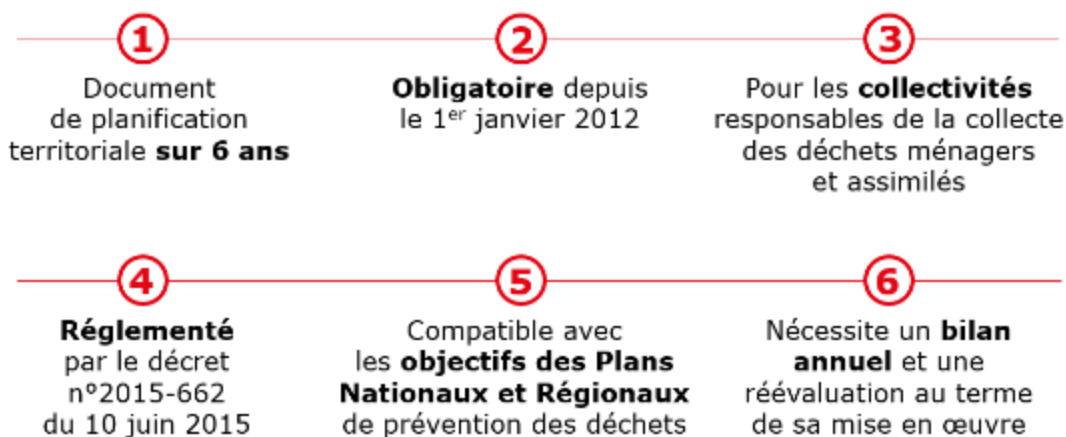 1
Document
de planification
territoriale sur 6 ans
2
Obligatoire depuis
le 1er janvier 2012
3
Pour les collectivités
responsables de la collecte
des déchets ménagers
et assimilés
4
Réglementé
par le décret
n°2015-662
du 10 juin 2015
5
Compatible avec
les objectifs des Plans
Nationaux et Régionaux
de prévention des déchets
6
Nécessite un bilan
annuel et une
réévaluation au terme
de sa mise en œuvre